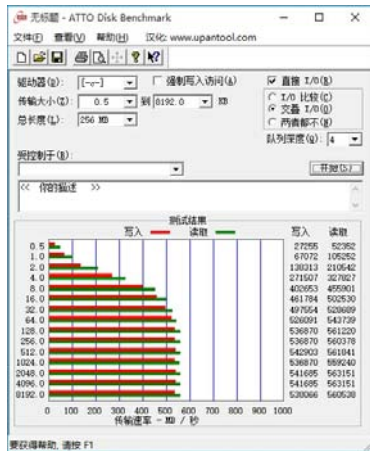 无标题 - ATTO Disk Benchmark
文件(F) 查看(V) 帮助(H) 汉化: www.upantool.com
驱动器(D): [-v-] 强制写入访问(A) 直接 I/O(R)
传输大小(Z): 0.5 到 8192.0 KB I/O 比较(C)
总长度(L): 256 MB 交叠 I/O(O)
两者都不(N)
队列深度(Q): 4
受控制于(B):
开始(S)
<< 你的描述 >>
测试结果
写入 读取 写入 读取
0.5 27255 52352
1.0 67072 105252
2.0 138313 210542
4.0 271507 327827
8.0 402653 455901
16.0 461784 502530
32.0 497554 528689
64.0 526091 543739
128.0 536870 561220
256.0 536870 560378
512.0 542903 561841
1024.0 536870 559240
2048.0 541685 563151
4096.0 541685 563151
8192.0 538066 560538
0 100 200 300 400 500 600 700 800 900 1000
传输速率 - MB / 秒
要获得帮助, 请按 F1